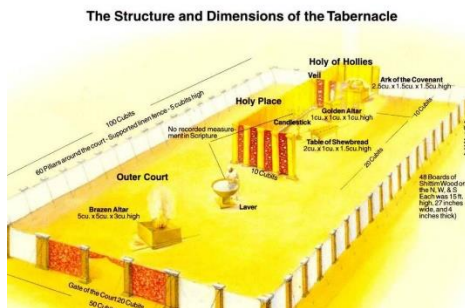 The Structure and Dimensions of the Tabernacle
Holy of Hollies
Veil
Ark of the Covenant
2.5cu. x 1.5cu. x 1.5cu. high
Golden Altar
1cu. x 1cu. x 1cu. high
Holy Place
Candlestick
Table of Shewbread
2cu. x 1cu. x 1.5cu. high
10 Cubits
20 Cubits
10 Cubits
100 Cubits
60 Pillars around the court - Supported linen fence - 5 cubits high
No recorded measure-
ment in Scripture
Outer Court
Laver
Brazen Altar
5cu. x 5cu. x 3cu. high
48 Boards of
Shittim Wood on
the N, W, & S
Each was 15 ft.
high, 27 inches
wide, and 4
inches thick)
Gate of the Court 20 Cubits
50 Cubits